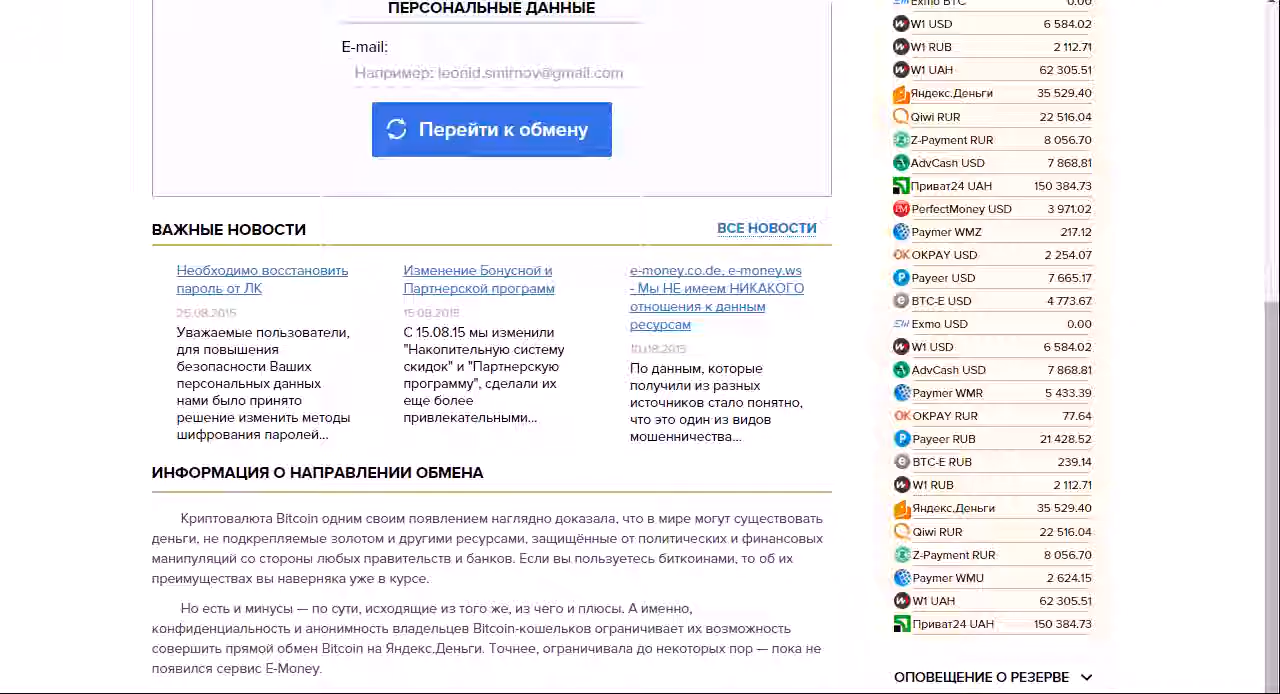 ПЕРСОНАЛЬНЫЕ ДАННЫЕ
E-mail:
Например: leonid.smirnov@gmail.com
Перейти к обмену
ВАЖНЫЕ НОВОСТИ
ВСЕ НОВОСТИ
Необходимо восстановить
пароль от ЛК
25.08.2015
Уважаемые пользователи,
для повышения
безопасности Ваших
персональных данных
нами было принято
решение изменить методы
шифрования паролей...
Изменение Бонусной и
Партнерской программ
15.08.2015
С 15.08.15 мы изменили
"Накопительную систему
скидок" и "Партнерскую
программу", сделали их
еще более
привлекательными...
e-money.co.de, e-money.ws
- Мы НЕ имеем НИКАКОГО
отношения к данным
ресурсам
По данным, которые
получили из разных
источников стало понятно,
что это один из видов
мошенничества...
ИНФОРМАЦИЯ О НАПРАВЛЕНИИ ОБМЕНА
Криптовалюта Bitcoin одним своим появлением наглядно доказала, что в мире могут существовать
деньги, не подкрепляемые золотом и другими ресурсами, защищённые от политических и финансовых
манипуляций со стороны любых правительств и банков. Если вы пользуетесь биткоинами, то об их
преимуществах вы наверняка уже в курсе.
Но есть и минусы — по сути, исходящие из того же, из чего и плюсы. А именно,
конфиденциальность и анонимность владельцев Bitcoin-кошельков ограничивает их возможность
совершить прямой обмен Bitcoin на Яндекс.Деньги. Точнее, ограничивала до некоторых пор — пока не
появился сервис E-Money.
Exmo BTC 0.00
W1 USD 6 584.02
W1 RUB 2 112.71
W1 UAH 62 305.51
Яндекс.Деньги 35 529.40
Qiwi RUR 22 516.04
Z-Payment RUR 8 056.70
AdvCash USD 7 868.81
Приват24 UAH 150 384.73
PerfectMoney USD 3 971.02
Paymer WMZ 217.12
OKPAY USD 2 254.07
Payeer USD 7 665.17
BTC-E USD 4 773.67
Exmo USD 0.00
W1 USD 6 584.02
AdvCash USD 7 868.81
Paymer WMR 5 433.39
OKPAY RUR 77.64
Payeer RUB 21 428.52
BTC-E RUB 239.14
W1 RUB 2 112.71
Яндекс.Деньги 35 529.40
Qiwi RUR 22 516.04
Z-Payment RUR 8 056.70
Paymer WMU 2 624.15
W1 UAH 62 305.51
Приват24 UAH 150 384.73
ОПОВЕЩЕНИЕ О РЕЗЕРВЕ